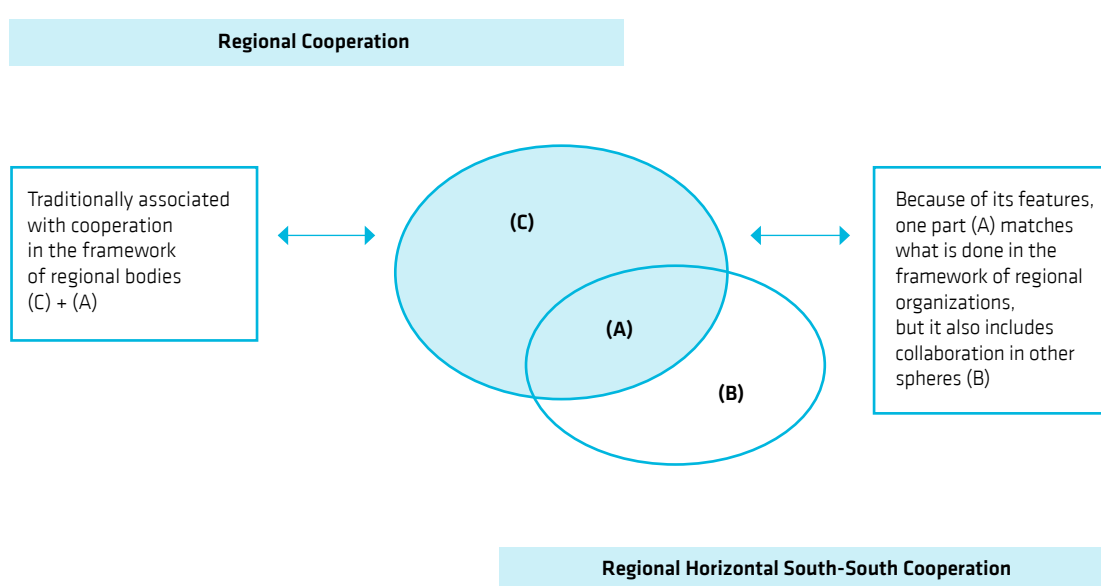 Regional Cooperation
Traditionally associated
with cooperation
in the framework
of regional bodies
(C) + (A)
(C)
(A)
(B)
Because of its features,
one part (A) matches
what is done in the
framework of regional
organizations,
but it also includes
collaboration in other
spheres (B)
Regional Horizontal South-South Cooperation